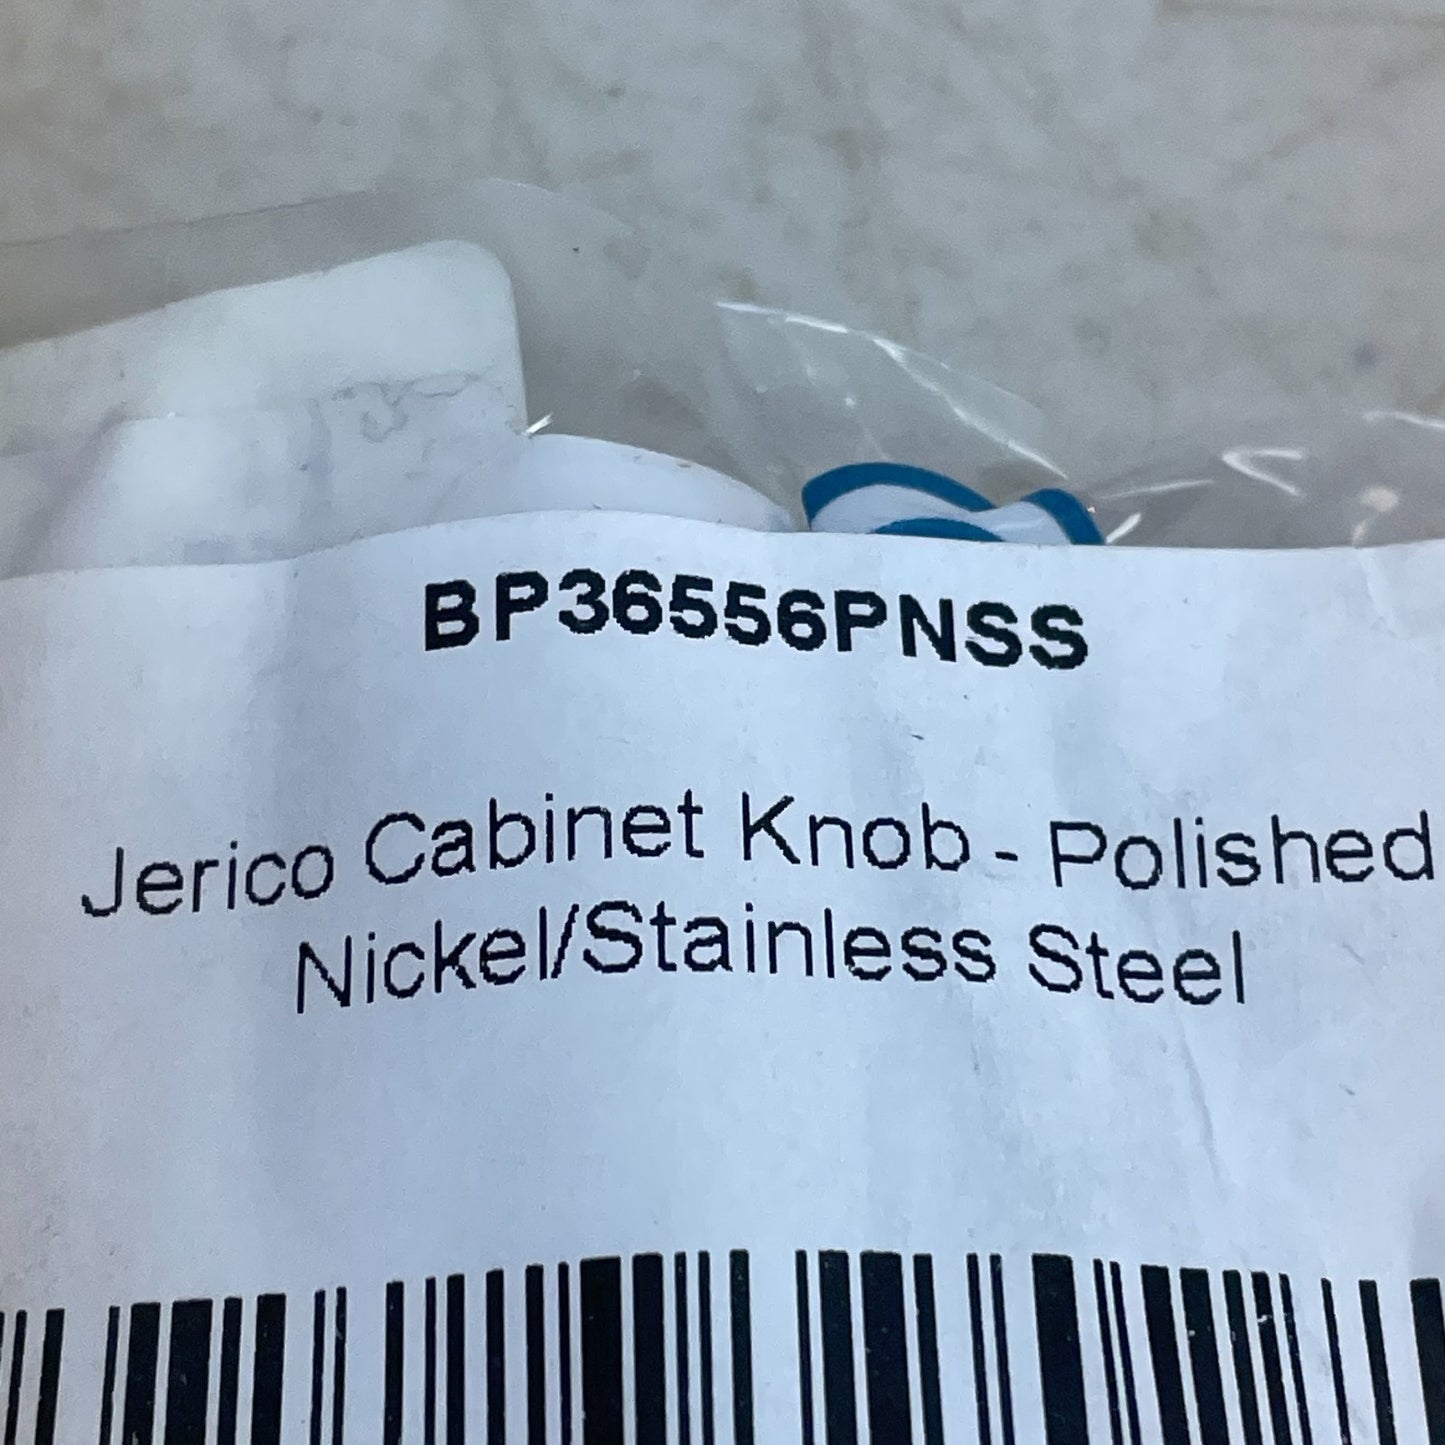 BP36556PNSS
Jerico Cabinet Knob - Polished
Nickel/Stainless Steel